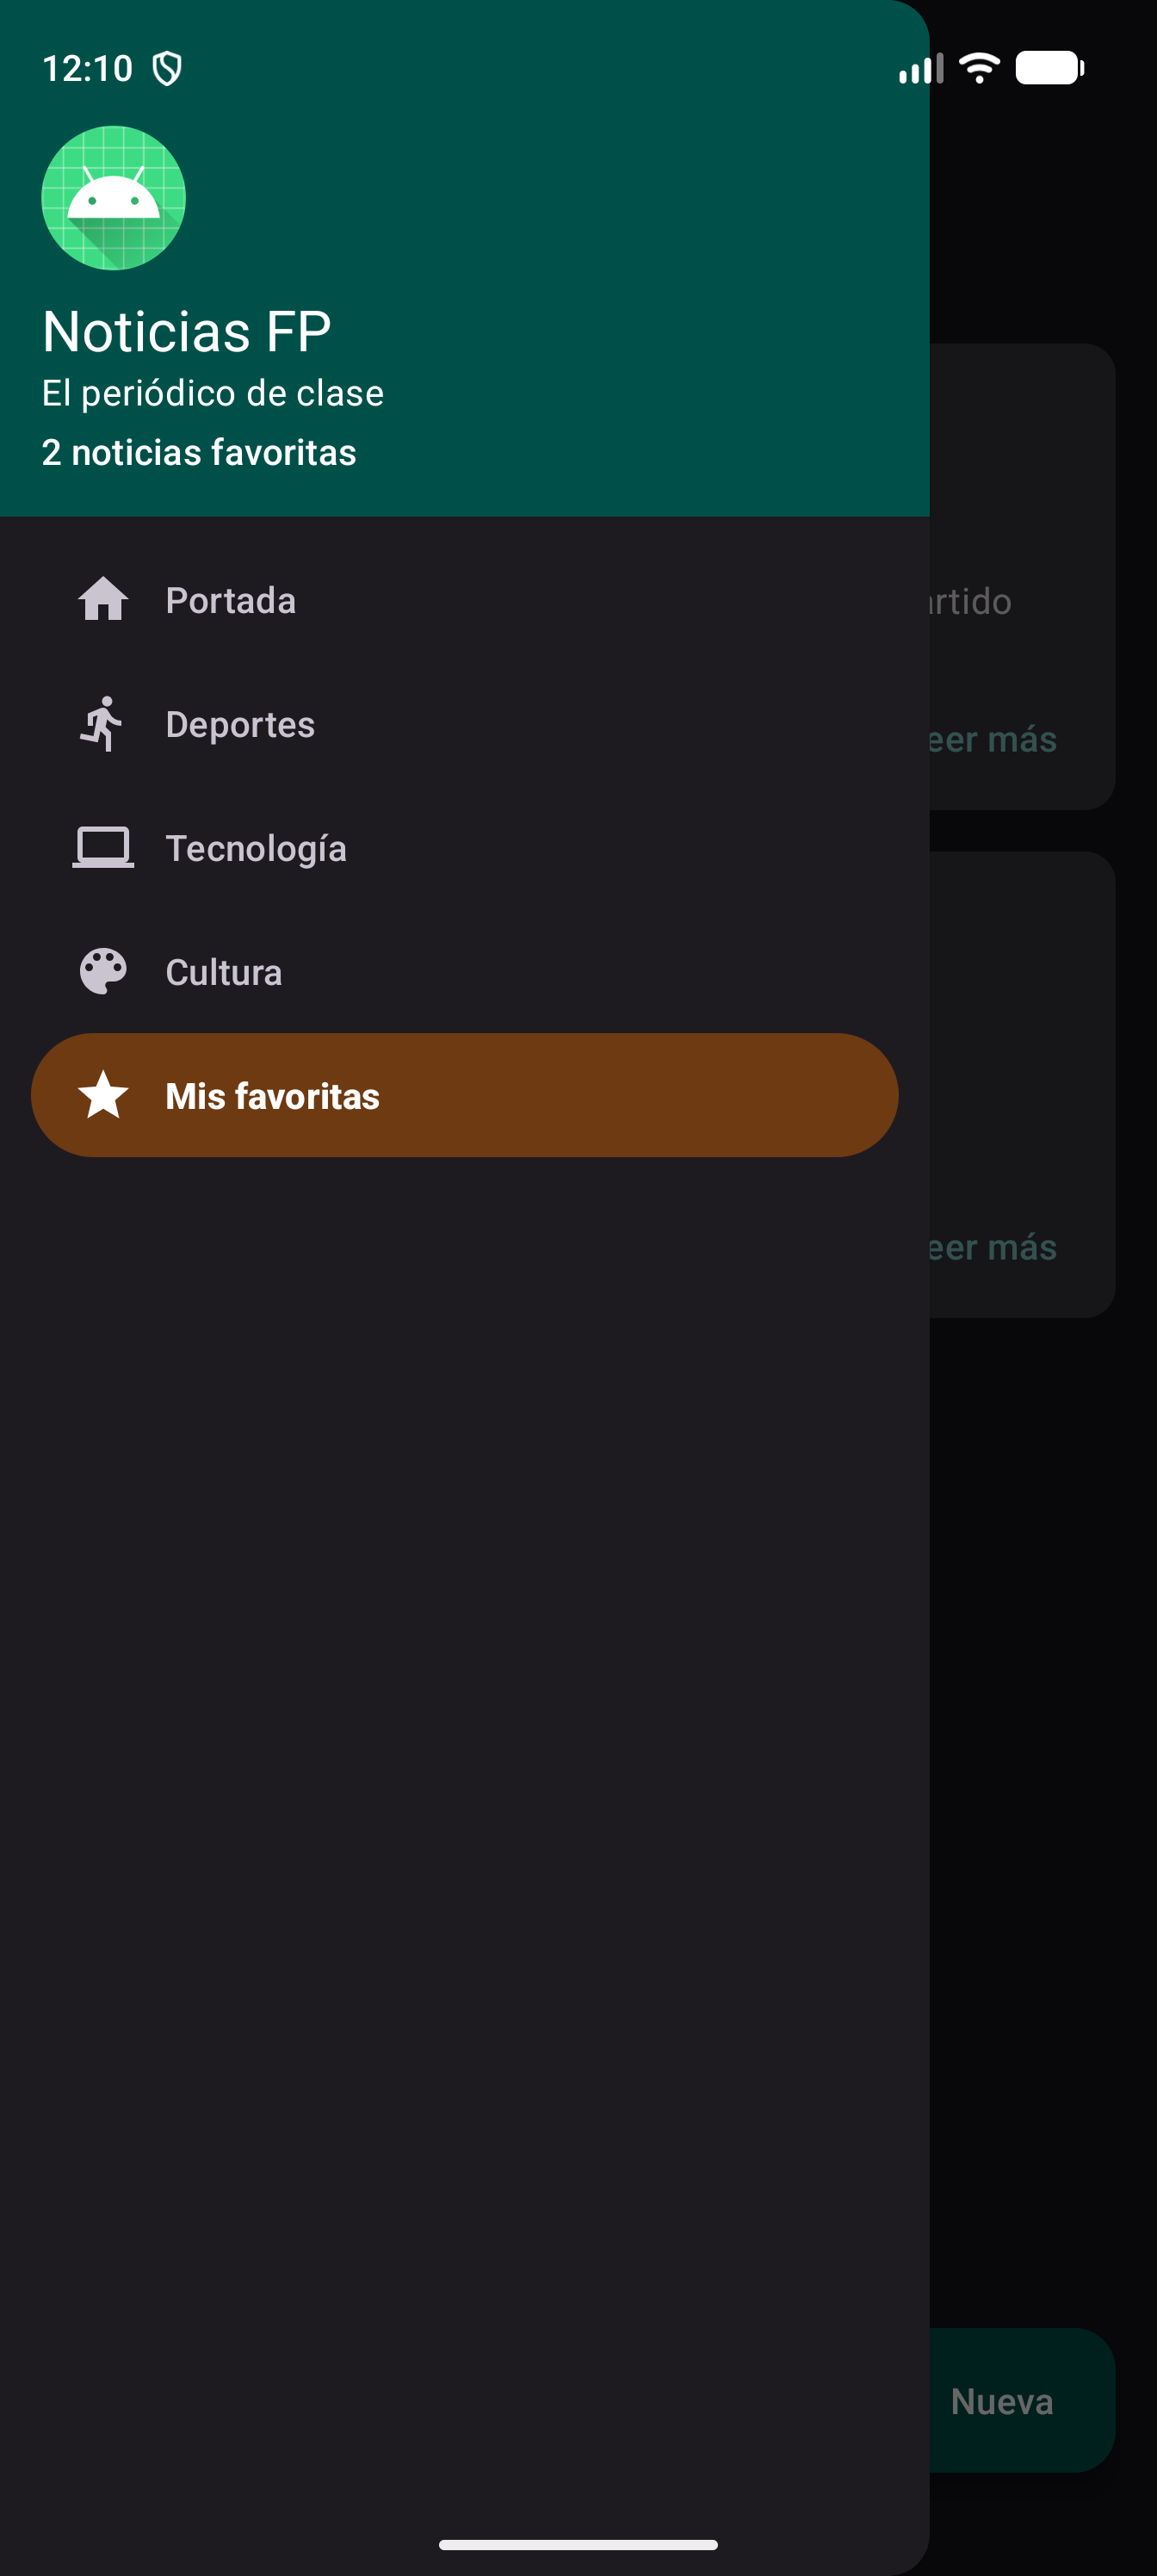 12:10
Noticias FP
El periódico de clase
2 noticias favoritas
Portada
Deportes
Tecnología
Cultura
Mis favoritas
Nueva